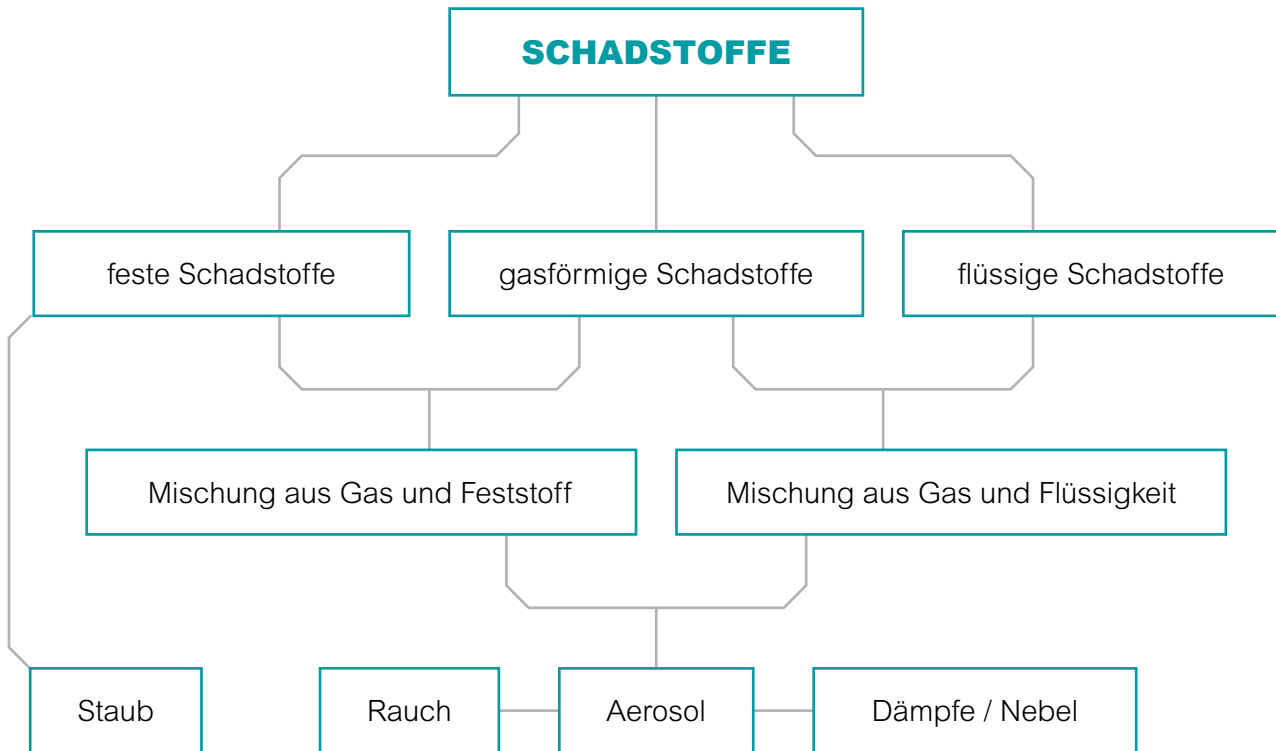 SCHADSTOFFE
feste Schadstoffe
gasförmige Schadstoffe
flüssige Schadstoffe
Mischung aus Gas und Feststoff
Mischung aus Gas und Flüssigkeit
Staub
Rauch
Aerosol
Dämpfe / Nebel